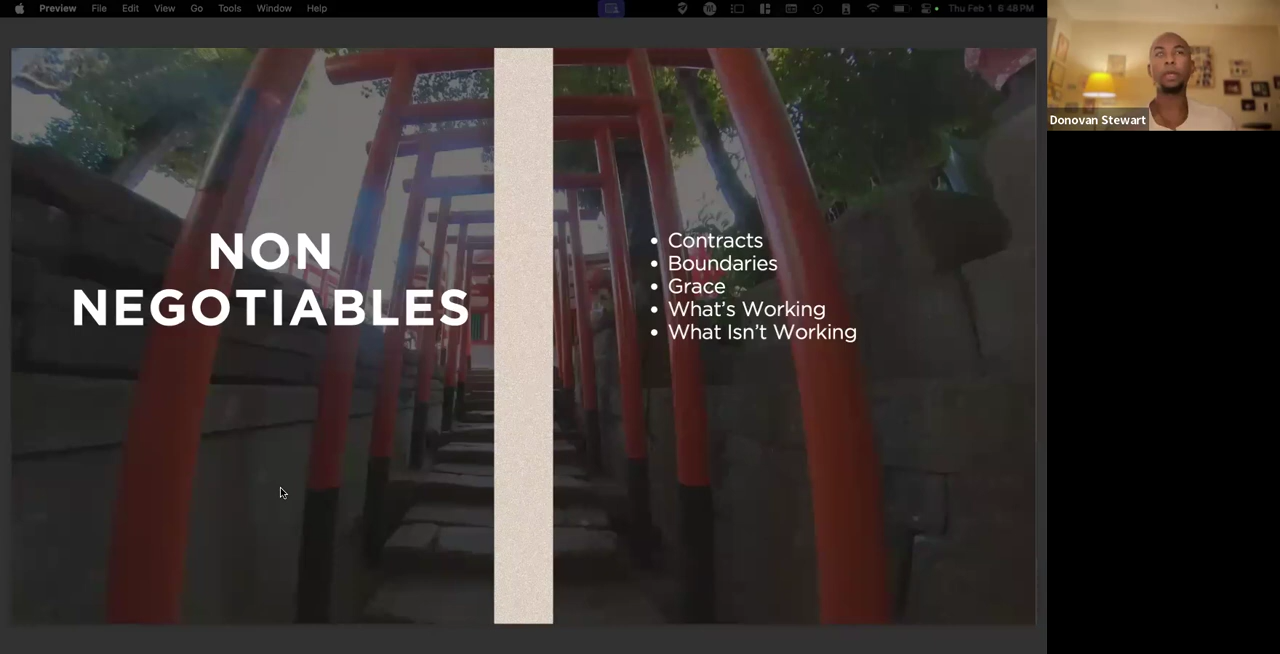 Preview File Edit View Go Tools Window Help
Thu Feb 1 6:48 PM
Donovan Stewart
NON
NEGOTIABLES
• Contracts
• Boundaries
• Grace
• What's Working
• What Isn't Working